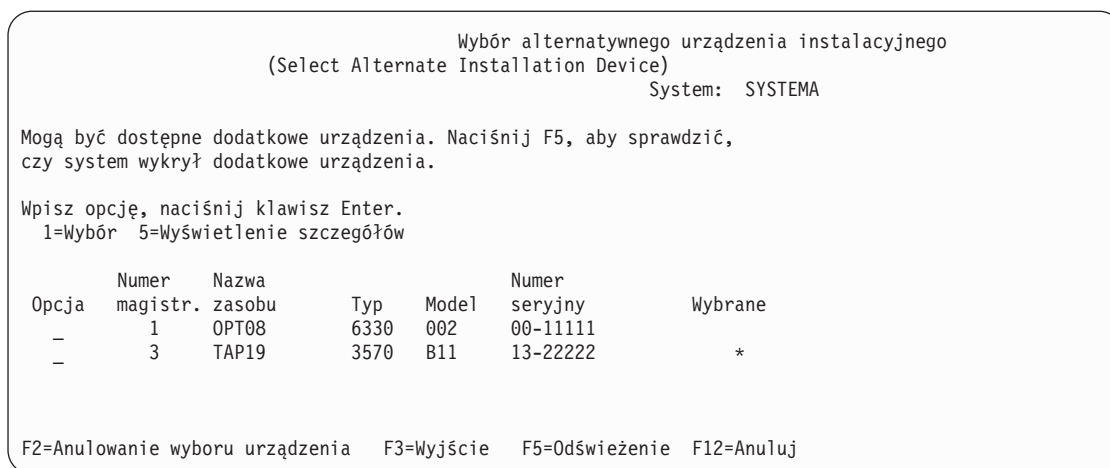 Wybór alternatywnego urządzenia instalacyjnego
(Select Alternate Installation Device)
System: SYSTEMA
Mogą być dostępne dodatkowe urządzenia. Naciśnij F5, aby sprawdzić,
czy system wykrył dodatkowe urządzenia.
Wpisz opcję, naciśnij klawisz Enter.
1=Wybór 5=Wyświetlenie szczegółów
Numer Nazwa Numer
Opcja magistr. zasobu Typ Model seryjny Wybrane
_ 1 OPT08 6330 002 00-11111
_ 3 TAP19 3570 B11 13-22222 *
F2=Anulowanie wyboru urządzenia F3=Wyjście F5=Odświeżenie F12=Anuluj